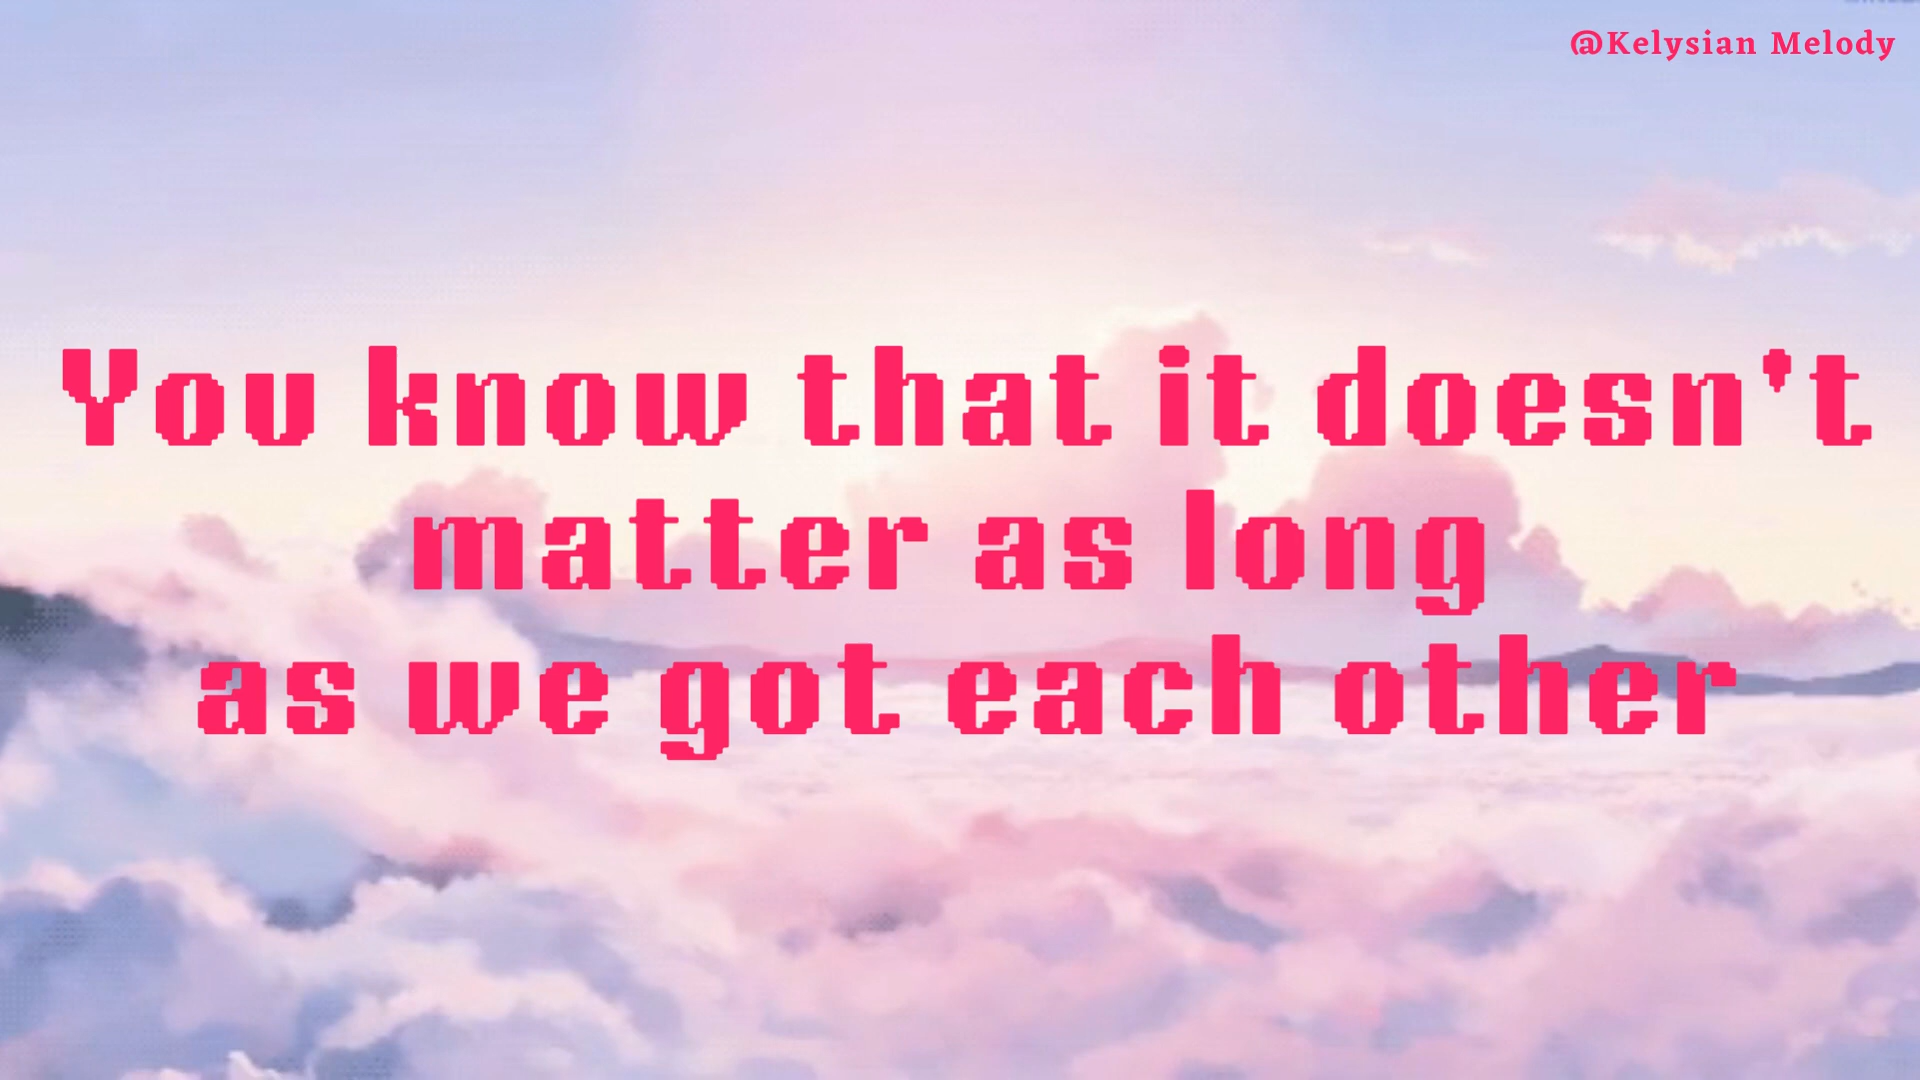 @Kelysian Melody
You know that it doesn't
matter as long
as we got each other